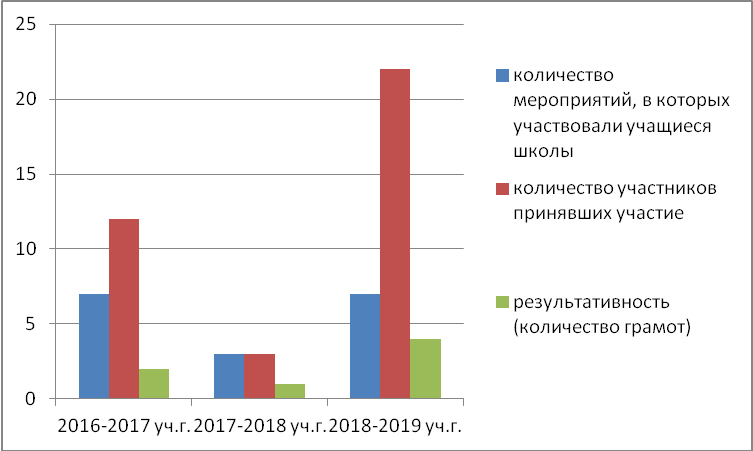 25
20
15
10
5
0
2016-2017 уч.г.
2017-2018 уч.г.
2018-2019 уч.г.
количество
мероприятий, в которых
участвовали учащиеся
школы
количество участников
принявших участие
результативность
(количество грамот)